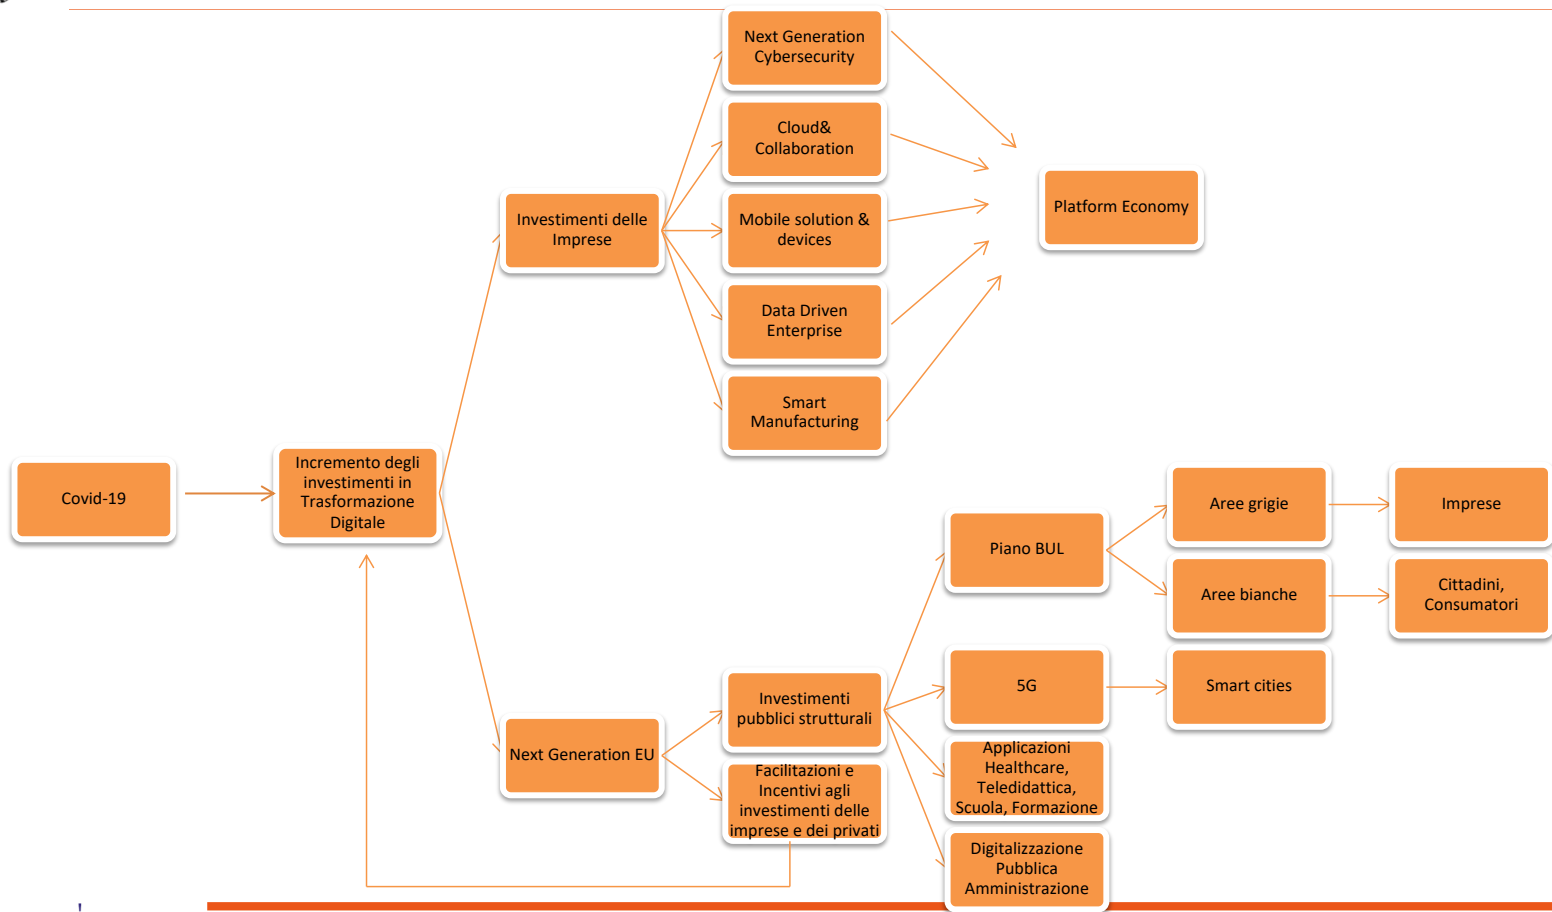 Next Generation
Cybersecurity
Cloud&
Collaboration
Mobile solution &
devices
Data Driven
Enterprise
Smart
Manufacturing
Platform Economy
Investimenti delle
Imprese
Covid-19
Incremento degli
investimenti in
Trasformazione
Digitale
Next Generation EU
Investimenti
pubblici strutturali
Facilitazioni e
Incentivi agli
investimenti delle
imprese e dei privati
Piano BUL
Aree grigie
Imprese
Aree bianche
Cittadini,
Consumatori
5G
Smart cities
Applicazioni
Healthcare,
Teledidattica,
Scuola, Formazione
Digitalizzazione
Pubblica
Amministrazione